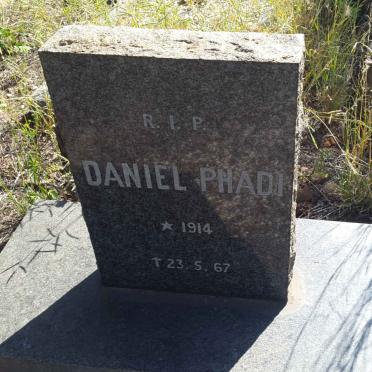 R. I. P.
DANIEL PHADI
* 1914
† 23. 5. 67